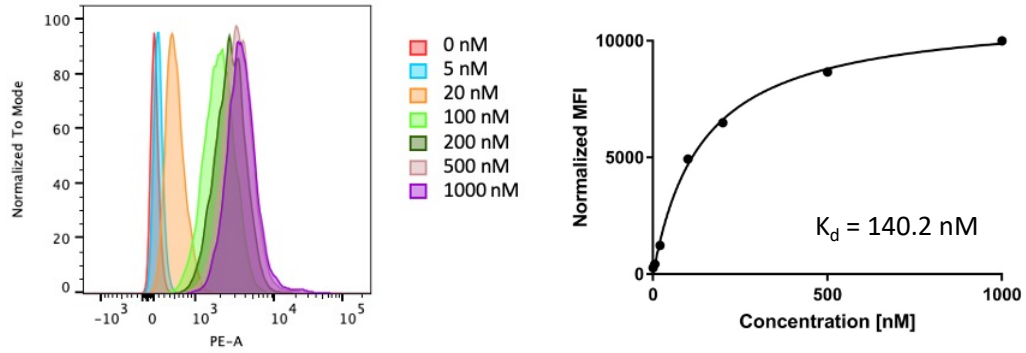 100
80
60
40
20
0
Normalized To Mode
-10³ 0 10³ 10⁴ 10⁵
PE-A
0 nM
5 nM
20 nM
100 nM
200 nM
500 nM
1000 nM
10000
5000
0
Normalized MFI
K_d = 140.2 nM
0 500 1000
Concentration [nM]